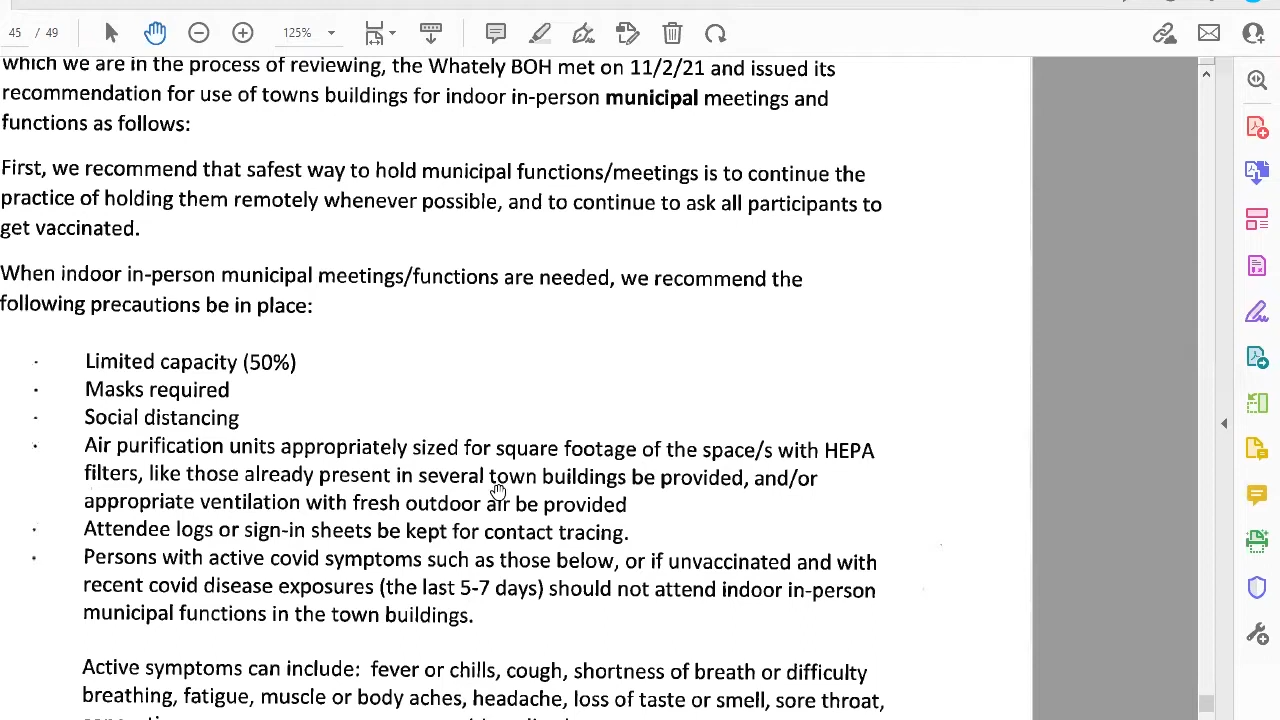 45 / 49 125%
which we are in the process of reviewing, the Whately BOH met on 11/2/21 and issued its
recommendation for use of towns buildings for indoor in-person municipal meetings and
functions as follows:
First, we recommend that safest way to hold municipal functions/meetings is to continue the
practice of holding them remotely whenever possible, and to continue to ask all participants to
get vaccinated.
When indoor in-person municipal meetings/functions are needed, we recommend the
following precautions be in place:
· Limited capacity (50%)
· Masks required
· Social distancing
· Air purification units appropriately sized for square footage of the space/s with HEPA
filters, like those already present in several town buildings be provided, and/or
appropriate ventilation with fresh outdoor air be provided
· Attendee logs or sign-in sheets be kept for contact tracing.
· Persons with active covid symptoms such as those below, or if unvaccinated and with
recent covid disease exposures (the last 5-7 days) should not attend indoor in-person
municipal functions in the town buildings.
Active symptoms can include: fever or chills, cough, shortness of breath or difficulty
breathing, fatigue, muscle or body aches, headache, loss of taste or smell, sore throat,